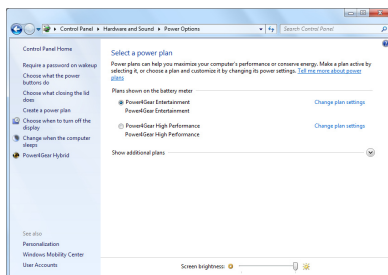 Control Panel ▸ Hardware and Sound ▸ Power Options
Search Control Panel
Control Panel Home
Require a password on wakeup
Choose what the power
buttons do
Choose what closing the lid
does
Create a power plan
Choose when to turn off the
display
Change when the computer
sleeps
Power4Gear Hybrid
See also
Personalization
Windows Mobility Center
User Accounts
Select a power plan
Power plans can help you maximize your computer's performance or conserve energy. Make a plan active by
selecting it, or choose a plan and customize it by changing its power settings. Tell me more about power
plans
Plans shown on the battery meter
Power4Gear Entertainment Change plan settings
Power4Gear Entertainment
Power4Gear High Performance Change plan settings
Power4Gear High Performance
Show additional plans
Screen brightness: